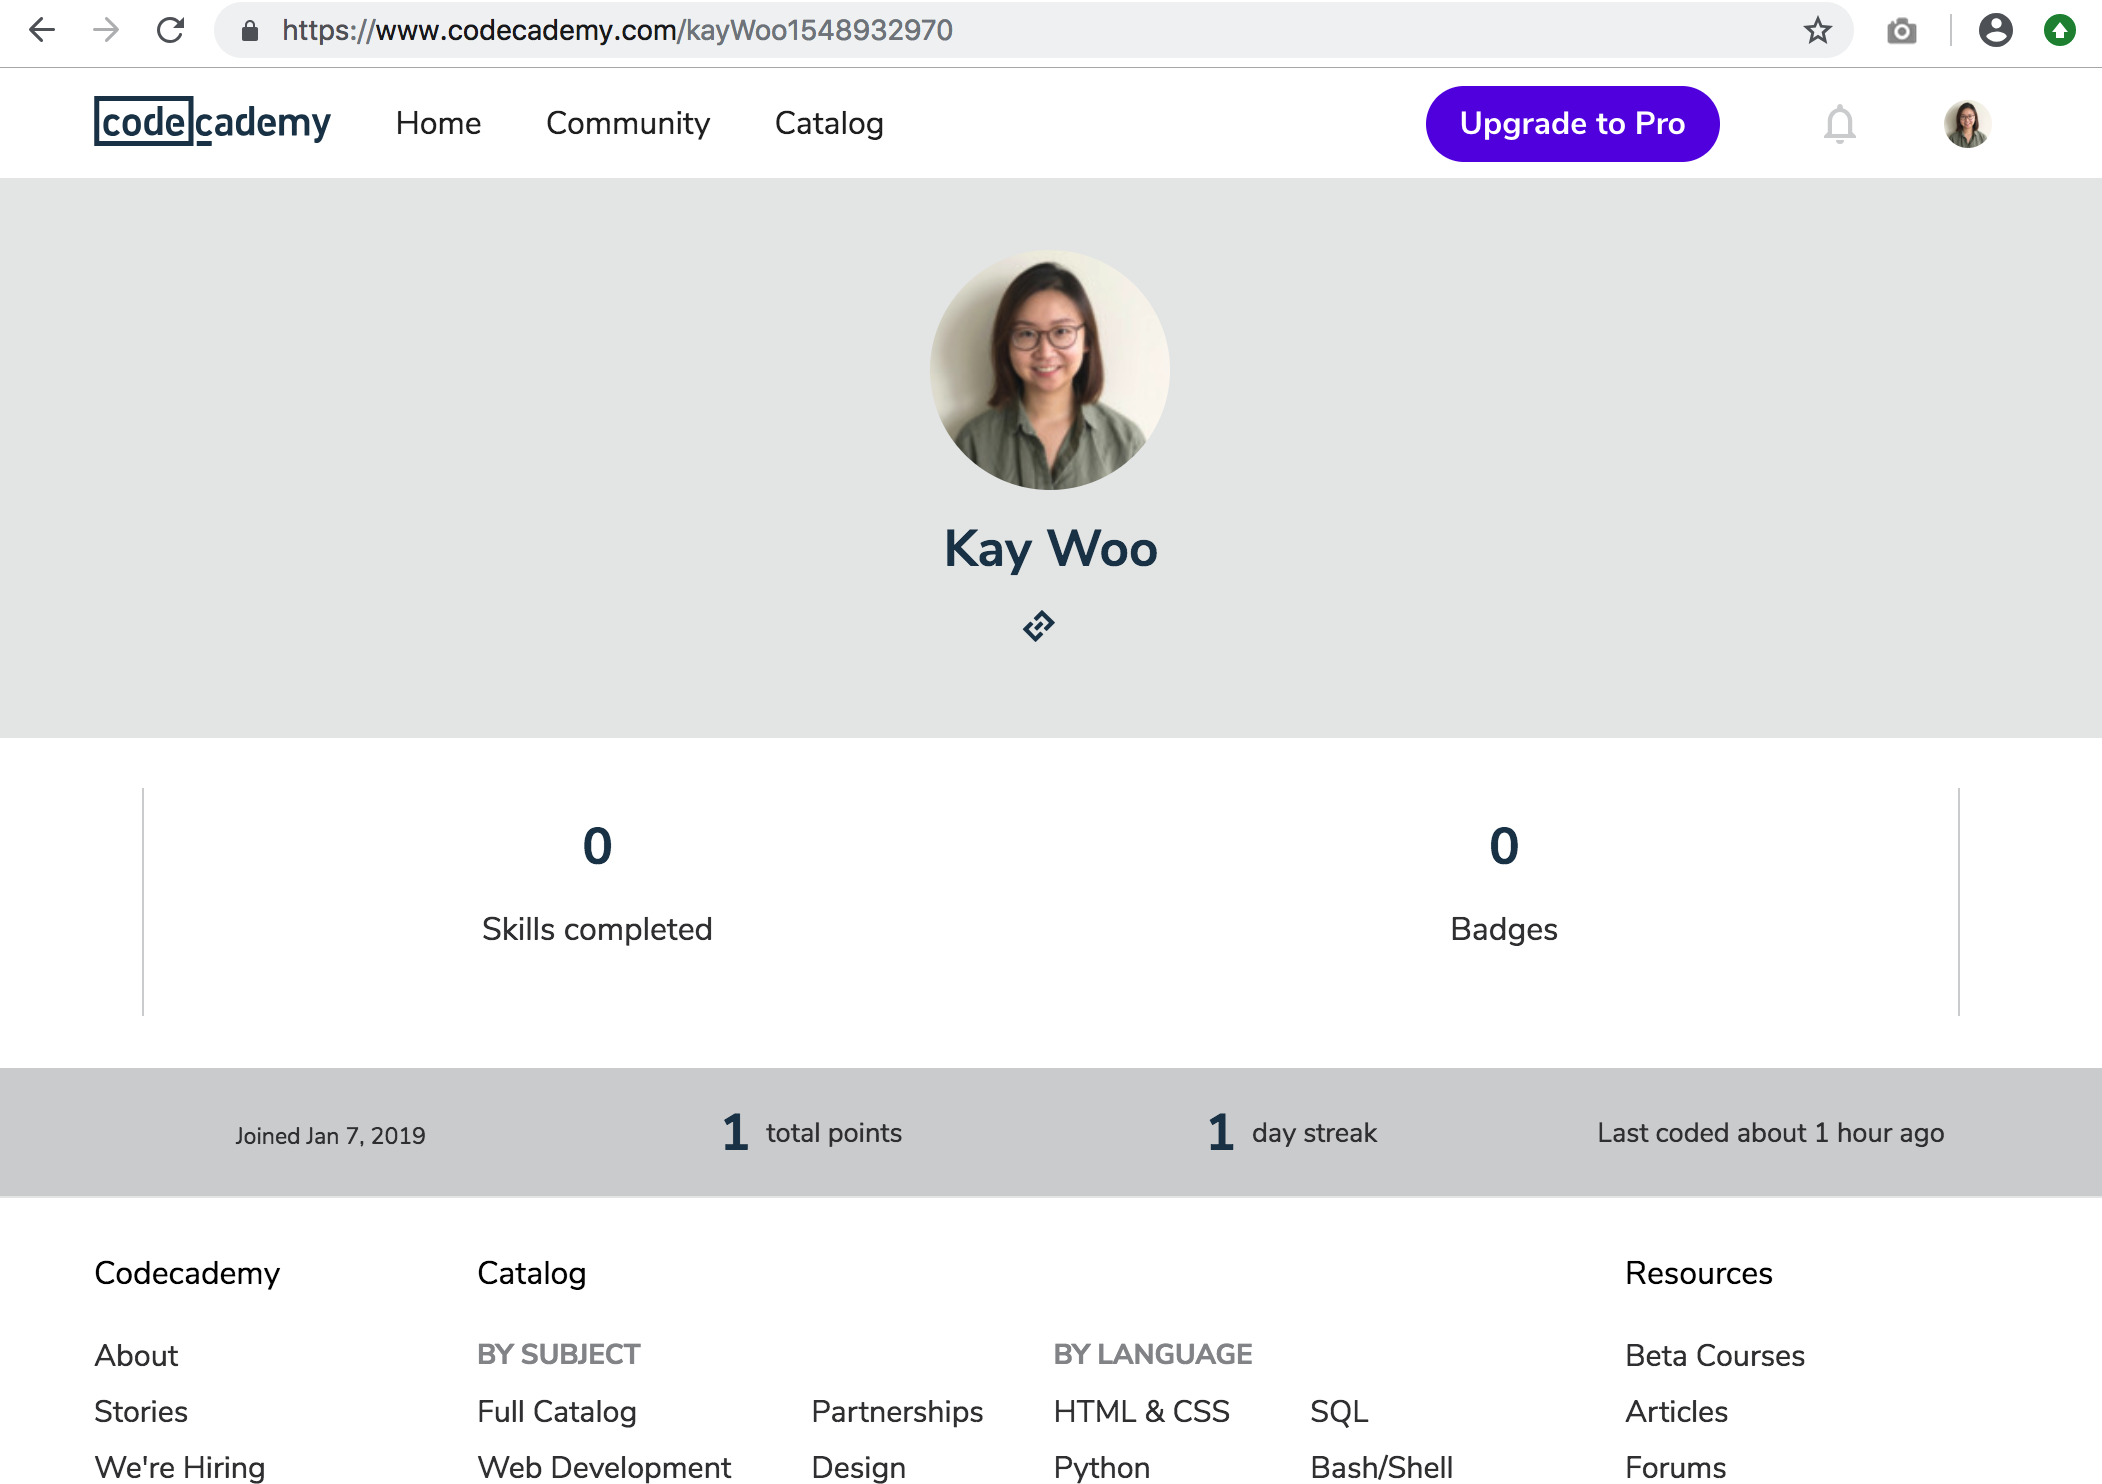 https://www.codecademy.com/kayWoo1548932970
codecademy Home Community Catalog Upgrade to Pro
Kay Woo
0 0
Skills completed Badges
Joined Jan 7, 2019 1 total points 1 day streak Last coded about 1 hour ago
Codecademy Catalog Resources
About BY SUBJECT BY LANGUAGE Beta Courses
Stories Full Catalog Partnerships HTML & CSS SQL Articles
We're Hiring Web Development Design Python Bash/Shell Forums